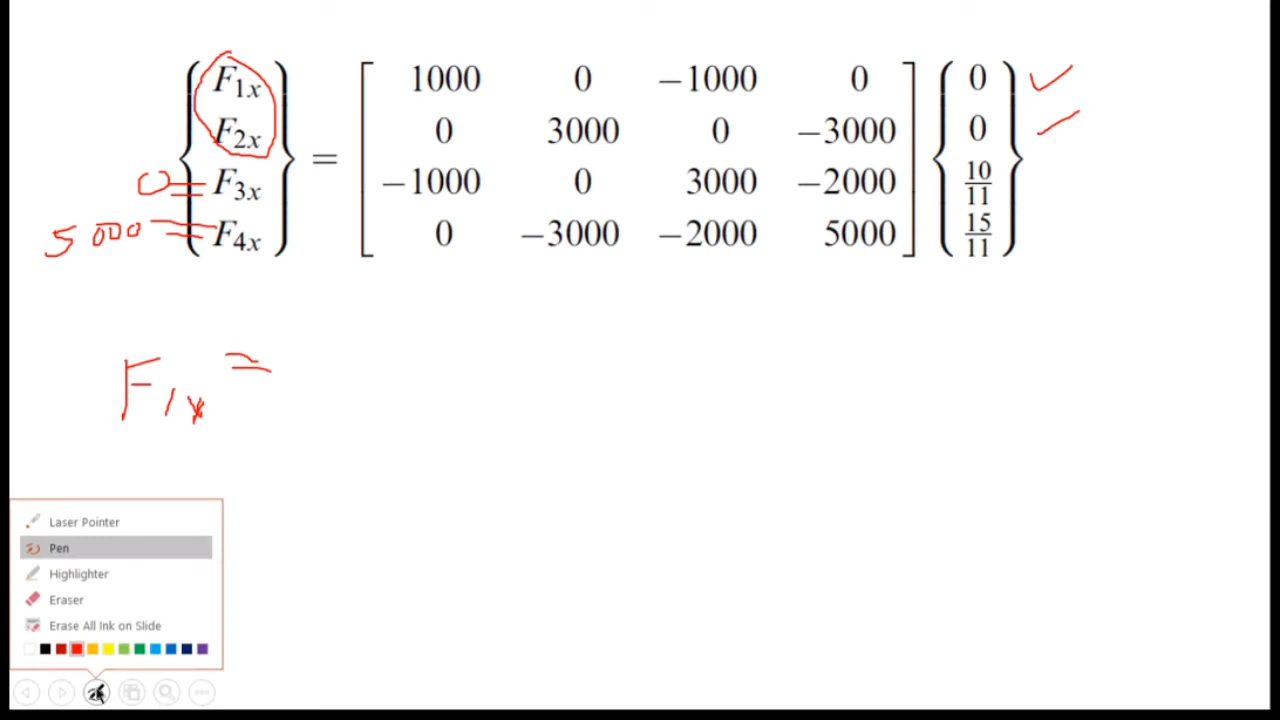 F1x = 1000 0 −1000 0 0 ✓
F2x 0 3000 0 −3000 0 ✓
0 = F3x −1000 0 3000 −2000 10/11
5000 = F4x 0 −3000 −2000 5000 15/11
F1x =
Laser Pointer
Pen
Highlighter
Eraser
Erase All Ink on Slide